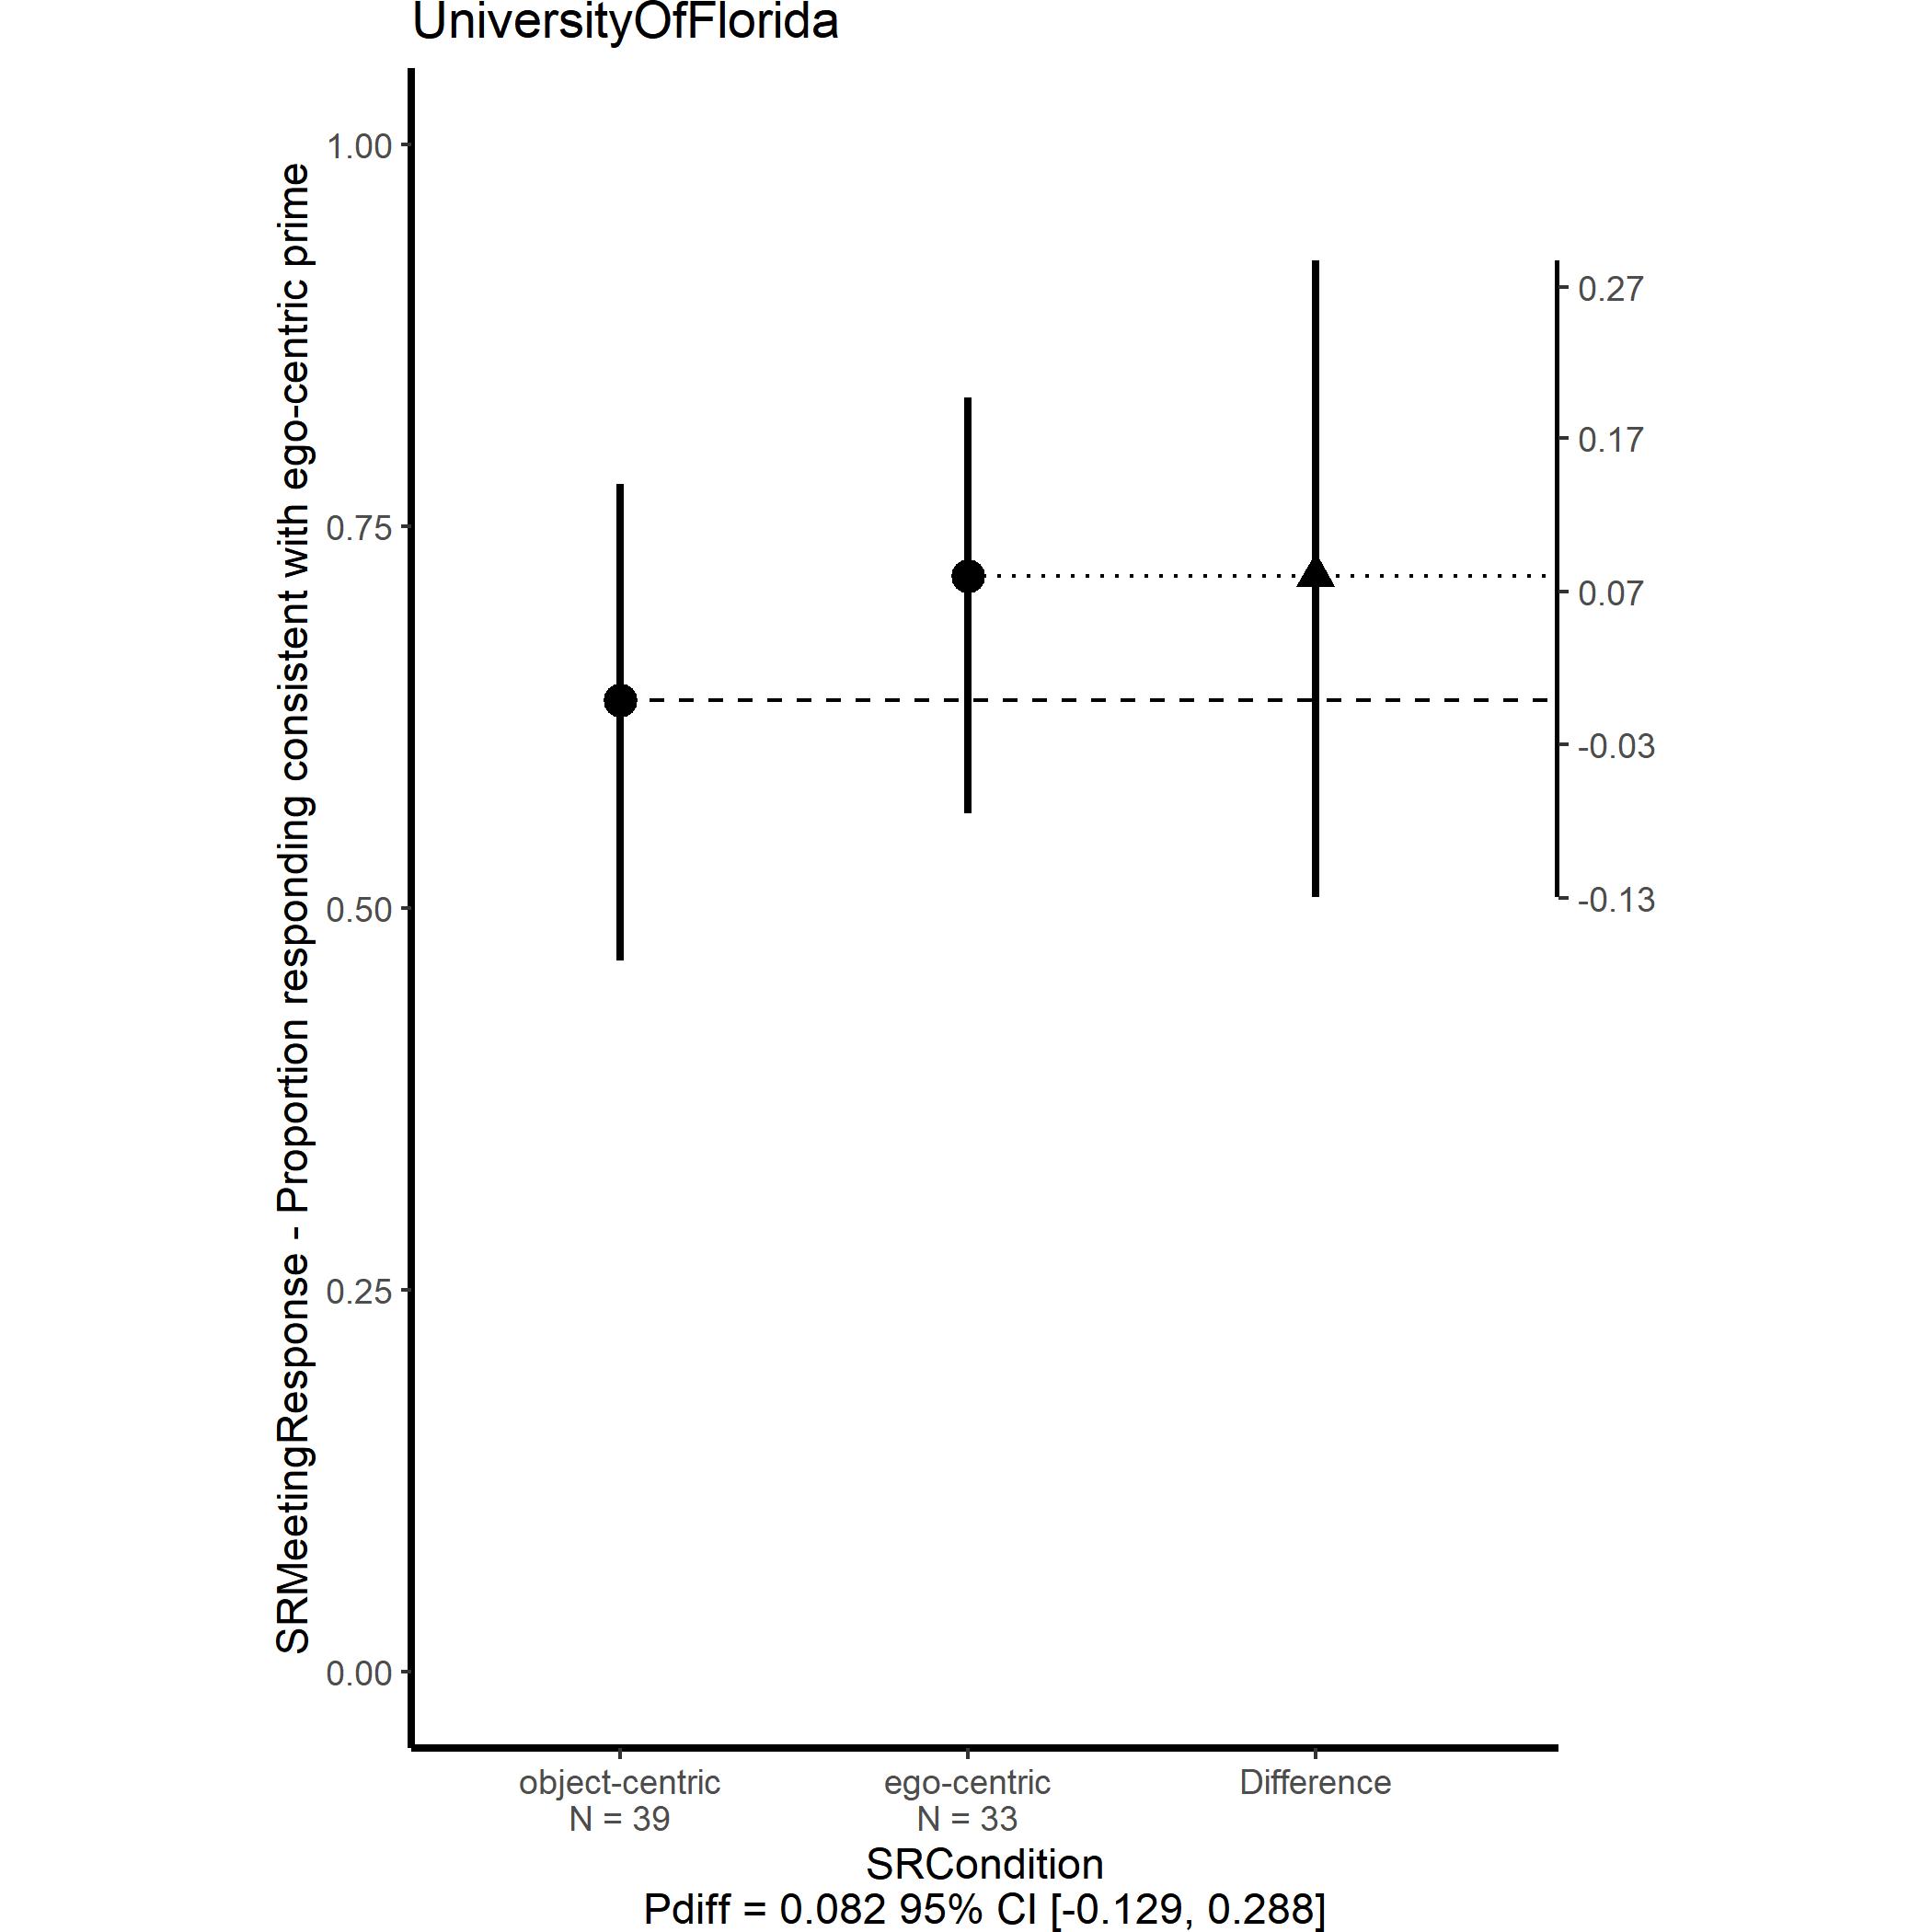 UniversityOfFlorida
SRMeetingResponse - Proportion responding consistent with ego-centric prime
1.00
0.75
0.50
0.25
0.00
0.27
0.17
0.07
-0.03
-0.13
object-centric
N = 39
ego-centric
N = 33
Difference
SRCondition
Pdiff = 0.082 95% CI [-0.129, 0.288]